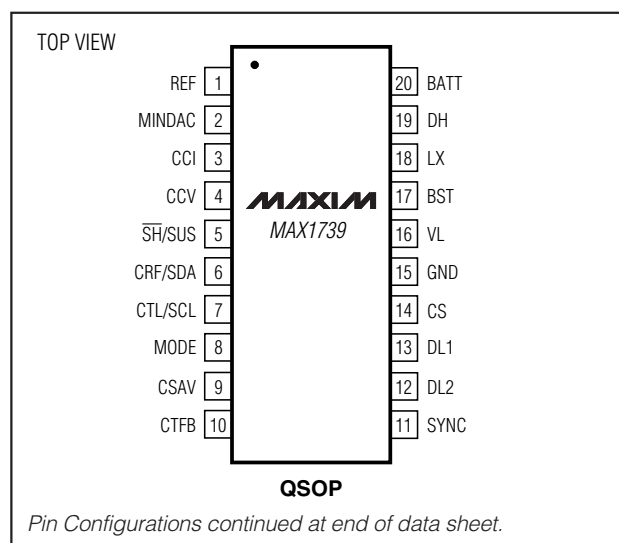 TOP VIEW
REF 1
20 BATT
MINDAC 2
19 DH
CCI 3
18 LX
CCV 4
17 BST
MAXIM
MAX1739
S̅H̅/SUS 5
16 VL
CRF/SDA 6
15 GND
CTL/SCL 7
14 CS
MODE 8
13 DL1
CSAV 9
12 DL2
CTFB 10
11 SYNC
QSOP
Pin Configurations continued at end of data sheet.